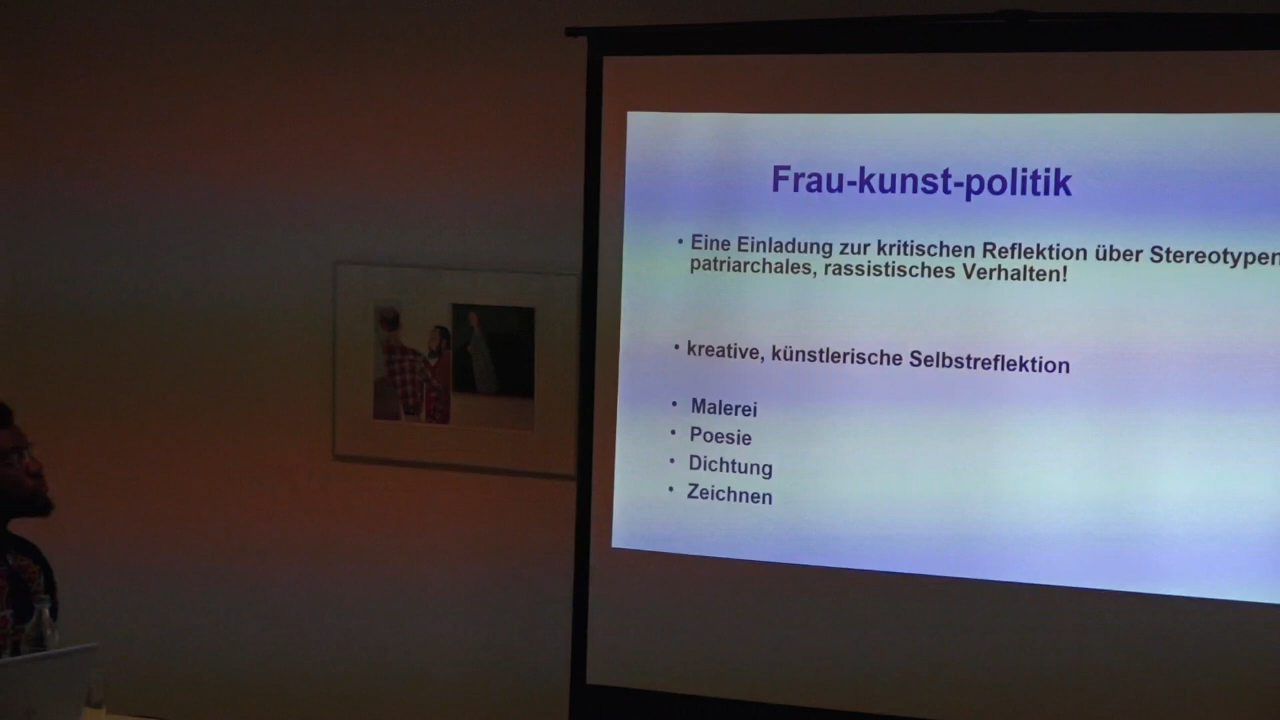 Frau-kunst-politik
• Eine Einladung zur kritischen Reflektion über Stereotypen
patriarchales, rassistisches Verhalten!
• kreative, künstlerische Selbstreflektion
• Malerei
• Poesie
• Dichtung
• Zeichnen